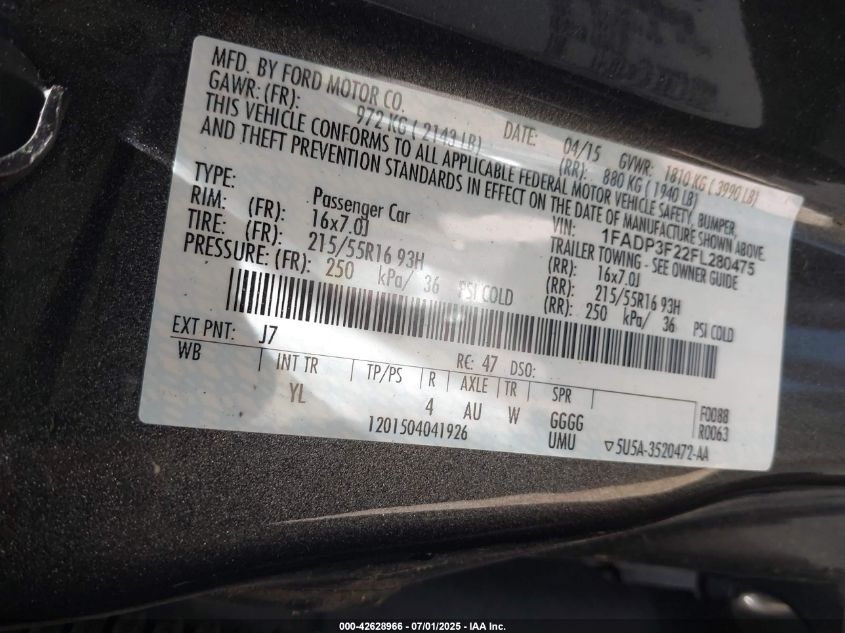 MFD. BY FORD MOTOR CO. DATE: 04/15 GVWR: 1810 KG ( 3990 LB)
GAWR: (FR): 972 KG ( 2143 LB) (RR): 880 KG ( 1940 LB)
THIS VEHICLE CONFORMS TO ALL APPLICABLE FEDERAL MOTOR VEHICLE SAFETY, BUMPER,
AND THEFT PREVENTION STANDARDS IN EFFECT ON THE DATE OF MANUFACTURE SHOWN ABOVE.
VIN: 1FADP3F22FL280475
TYPE: Passenger Car TRAILER TOWING - SEE OWNER GUIDE
RIM: (FR): 16x7.0J (RR): 16x7.0J
TIRE: (FR): 215/55R16 93H (RR): 215/55R16 93H
PRESSURE: (FR): 250 kPa/ 36 PSI COLD (RR): 250 kPa/ 36 PSI COLD
EXT PNT: J7 RC: 47 DSO:
WB INT TR TP/PS R AXLE TR SPR
YL 4 AU W GGGG F0088
1201504041926 UMU R0063
▽5U5A-3520472-AA
000-42628966 - 07/01/2025 - IAA Inc.